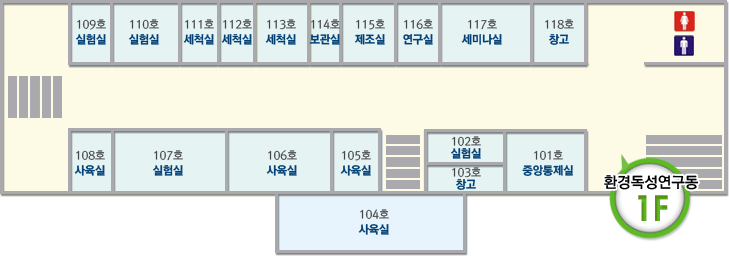 109호
실험실
110호
실험실
111호
세척실
112호
세척실
113호
세척실
114호
보관실
115호
제조실
116호
연구실
117호
세미나실
118호
창고
108호
사육실
107호
실험실
106호
사육실
105호
사육실
102호
실험실
103호
창고
101호
중앙통제실
104호
사육실
환경독성연구동
1F